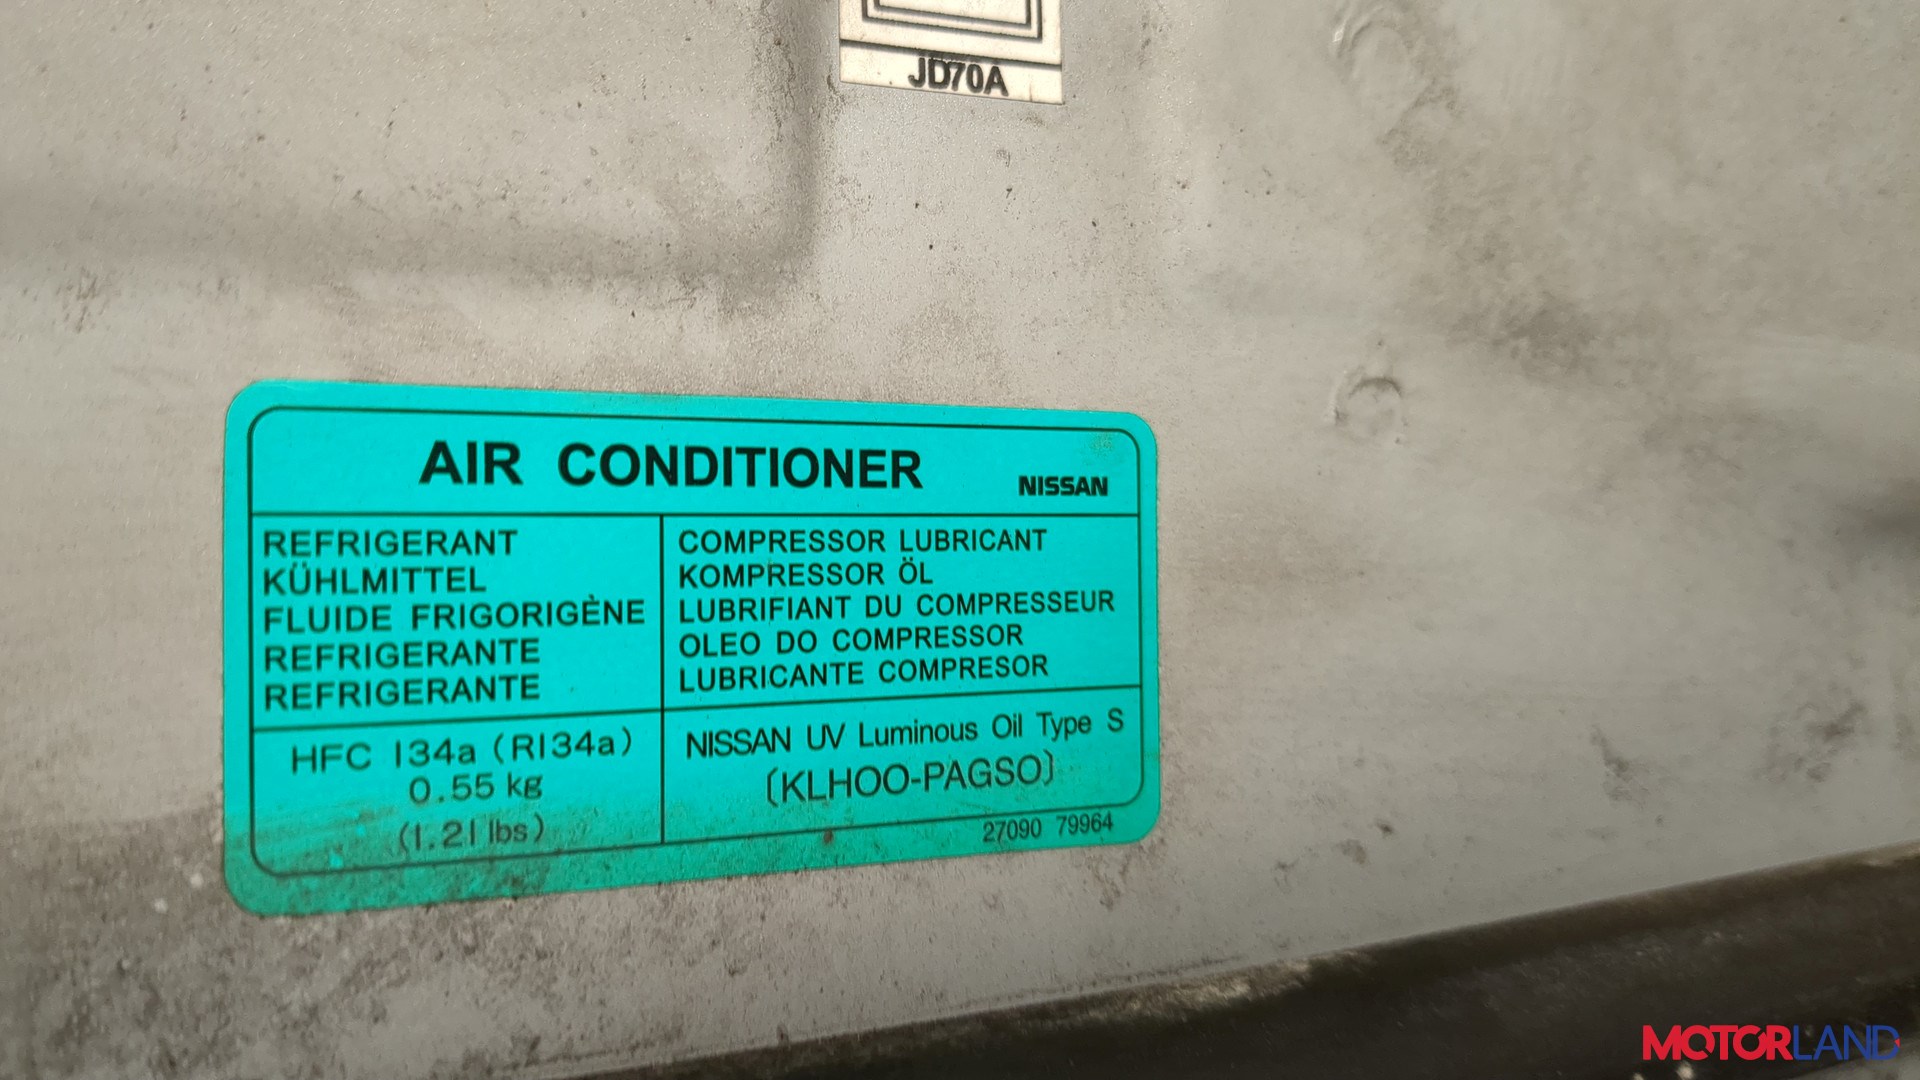 JD70A
AIR CONDITIONER
NISSAN
REFRIGERANT
KÜHLMITTEL
FLUIDE FRIGORIGÈNE
REFRIGERANTE
REFRIGERANTE
COMPRESSOR LUBRICANT
KOMPRESSOR ÖL
LUBRIFIANT DU COMPRESSEUR
OLEO DO COMPRESSOR
LUBRICANTE COMPRESOR
HFC 134a (R134a)
0.55 kg
(1.21 lbs)
NISSAN UV Luminous Oil Type S
(KLHOO-PAGSO)
27090 79964
MOTORLAND